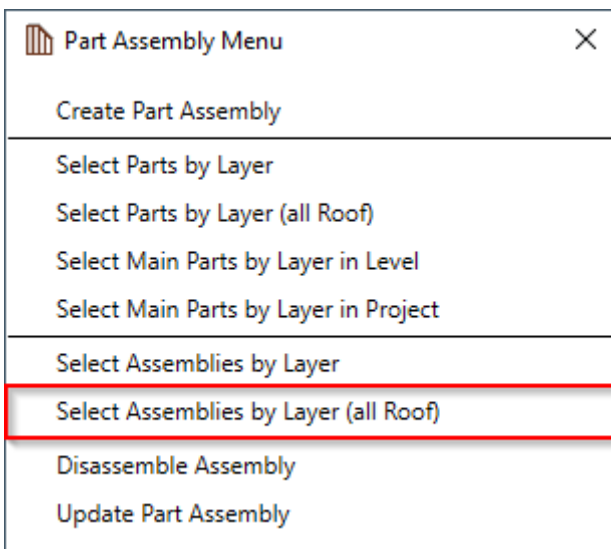 Part Assembly Menu
Create Part Assembly
Select Parts by Layer
Select Parts by Layer (all Roof)
Select Main Parts by Layer in Level
Select Main Parts by Layer in Project
Select Assemblies by Layer
Select Assemblies by Layer (all Roof)
Disassemble Assembly
Update Part Assembly